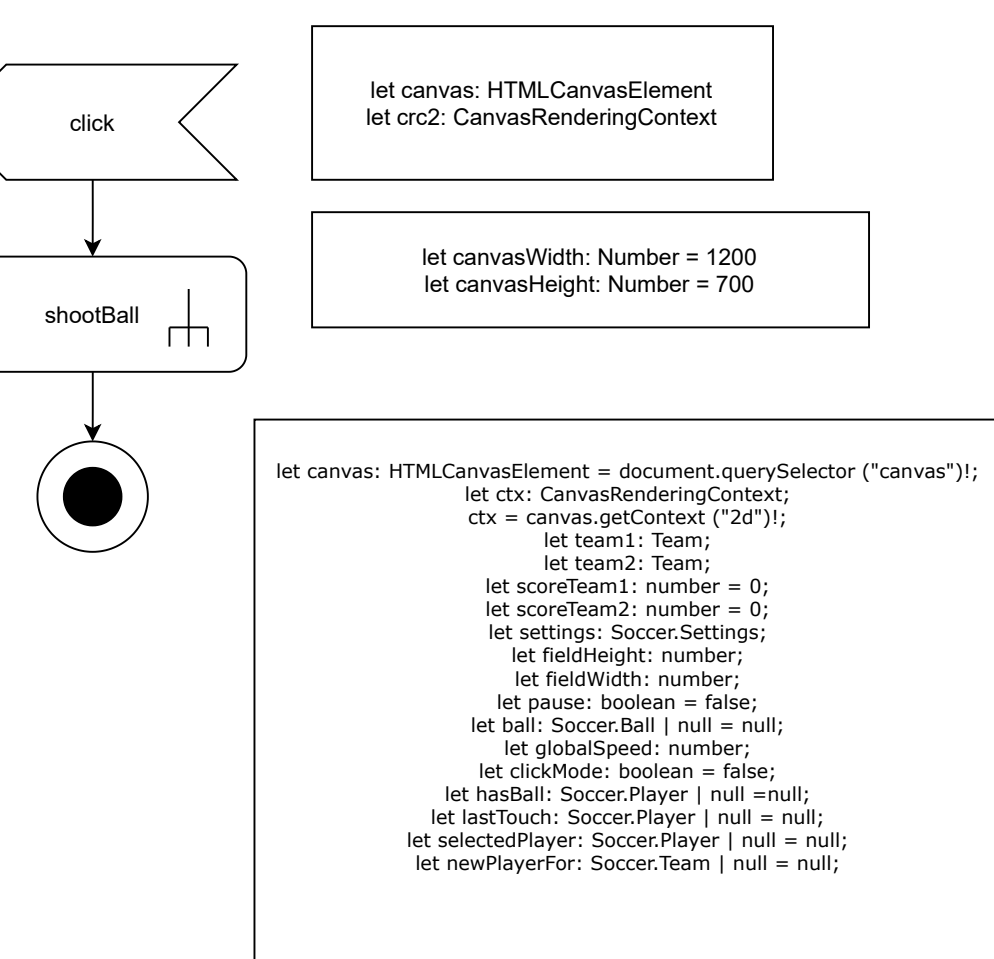 click
let canvas: HTMLCanvasElement
let crc2: CanvasRenderingContext
let canvasWidth: Number = 1200
let canvasHeight: Number = 700
shootBall
let canvas: HTMLCanvasElement = document.querySelector ("canvas")!;
let ctx: CanvasRenderingContext;
ctx = canvas.getContext ("2d")!;
let team1: Team;
let team2: Team;
let scoreTeam1: number = 0;
let scoreTeam2: number = 0;
let settings: Soccer.Settings;
let fieldHeight: number;
let fieldWidth: number;
let pause: boolean = false;
let ball: Soccer.Ball | null = null;
let globalSpeed: number;
let clickMode: boolean = false;
let hasBall: Soccer.Player | null =null;
let lastTouch: Soccer.Player | null = null;
let selectedPlayer: Soccer.Player | null = null;
let newPlayerFor: Soccer.Team | null = null;